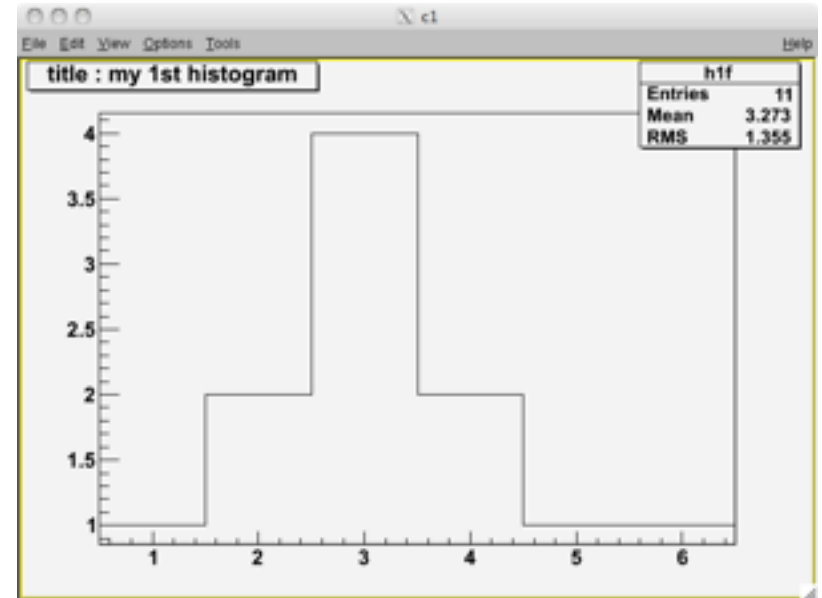 c1
File Edit View Options Tools Help
title : my 1st histogram
h1f
Entries 11
Mean 3.273
RMS 1.355
4
3.5
3
2.5
2
1.5
1
1 2 3 4 5 6